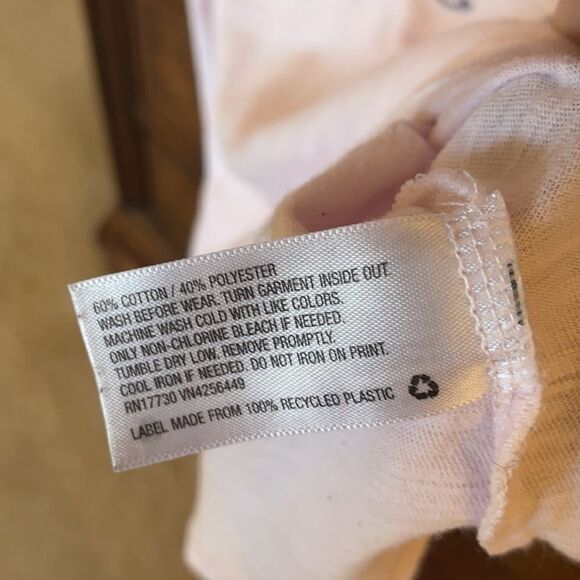 60% COTTON / 40% POLYESTER
WASH BEFORE WEAR. TURN GARMENT INSIDE OUT.
MACHINE WASH COLD WITH LIKE COLORS.
ONLY NON-CHLORINE BLEACH IF NEEDED.
TUMBLE DRY LOW. REMOVE PROMPTLY.
COOL IRON IF NEEDED. DO NOT IRON ON PRINT.
RN17730 VN4256449
LABEL MADE FROM 100% RECYCLED PLASTIC